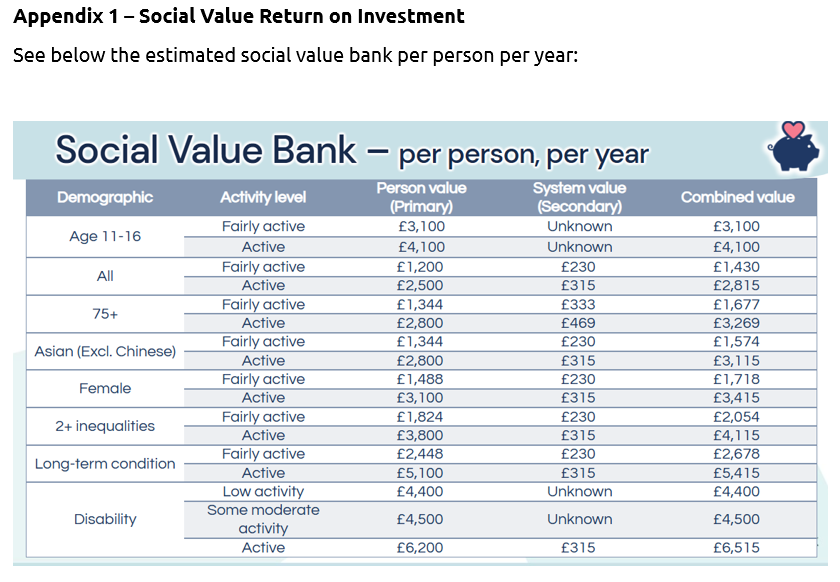 Appendix 1 – Social Value Return on Investment
See below the estimated social value bank per person per year:
Social Value Bank – per person, per year
Demographic Activity level Person value (Primary) System value (Secondary) Combined value
Age 11-16 Fairly active £3,100 Unknown £3,100
Active £4,100 Unknown £4,100
All Fairly active £1,200 £230 £1,430
Active £2,500 £315 £2,815
75+ Fairly active £1,344 £333 £1,677
Active £2,800 £469 £3,269
Asian (Excl. Chinese) Fairly active £1,344 £230 £1,574
Active £2,800 £315 £3,115
Female Fairly active £1,488 £230 £1,718
Active £3,100 £315 £3,415
2+ inequalities Fairly active £1,824 £230 £2,054
Active £3,800 £315 £4,115
Long-term condition Fairly active £2,448 £230 £2,678
Active £5,100 £315 £5,415
Disability Low activity £4,400 Unknown £4,400
Some moderate activity £4,500 Unknown £4,500
Active £6,200 £315 £6,515